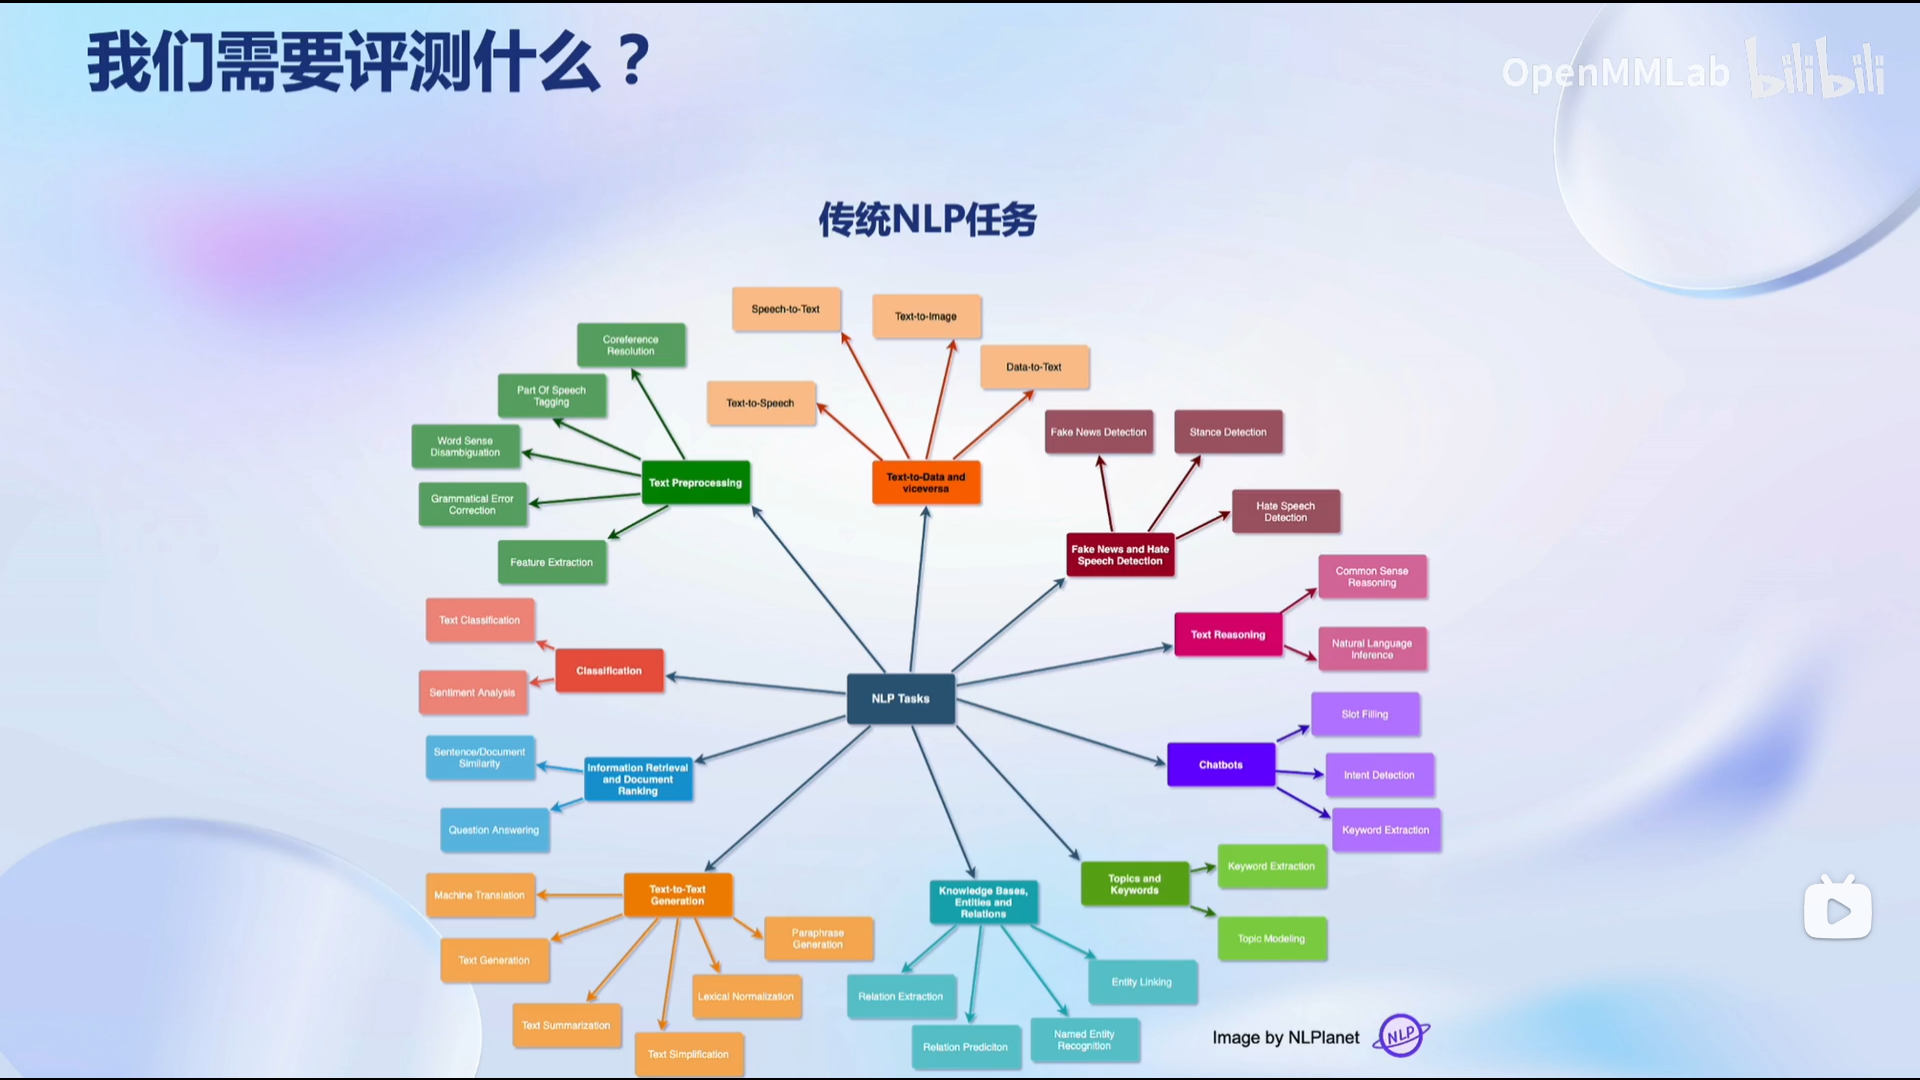 我们需要评测什么？
OpenMMLab bilibili
传统NLP任务
Speech-to-Text
Text-to-Image
Data-to-Text
Text-to-Speech
Text-to-Data and
viceversa
Coreference
Resolution
Part Of Speech
Tagging
Word Sense
Disambiguation
Grammatical Error
Correction
Feature Extraction
Text Preprocessing
Fake News Detection
Stance Detection
Hate Speech
Detection
Fake News and Hate
Speech Detection
Common Sense
Reasoning
Text Reasoning
Natural Language
Inference
Text Classification
Classification
Sentiment Analysis
NLP Tasks
Slot Filling
Chatbots
Intent Detection
Keyword Extraction
Sentence/Document
Similarity
Information Retrieval
and Document
Ranking
Question Answering
Machine Translation
Text-to-Text
Generation
Paraphrase
Generation
Text Generation
Lexical Normalization
Text Summarization
Text Simplification
Knowledge Bases,
Entities and
Relations
Relation Extraction
Relation Prediciton
Named Entity
Recognition
Entity Linking
Topics and
Keywords
Keyword Extraction
Topic Modeling
Image by NLPlanet
NLP